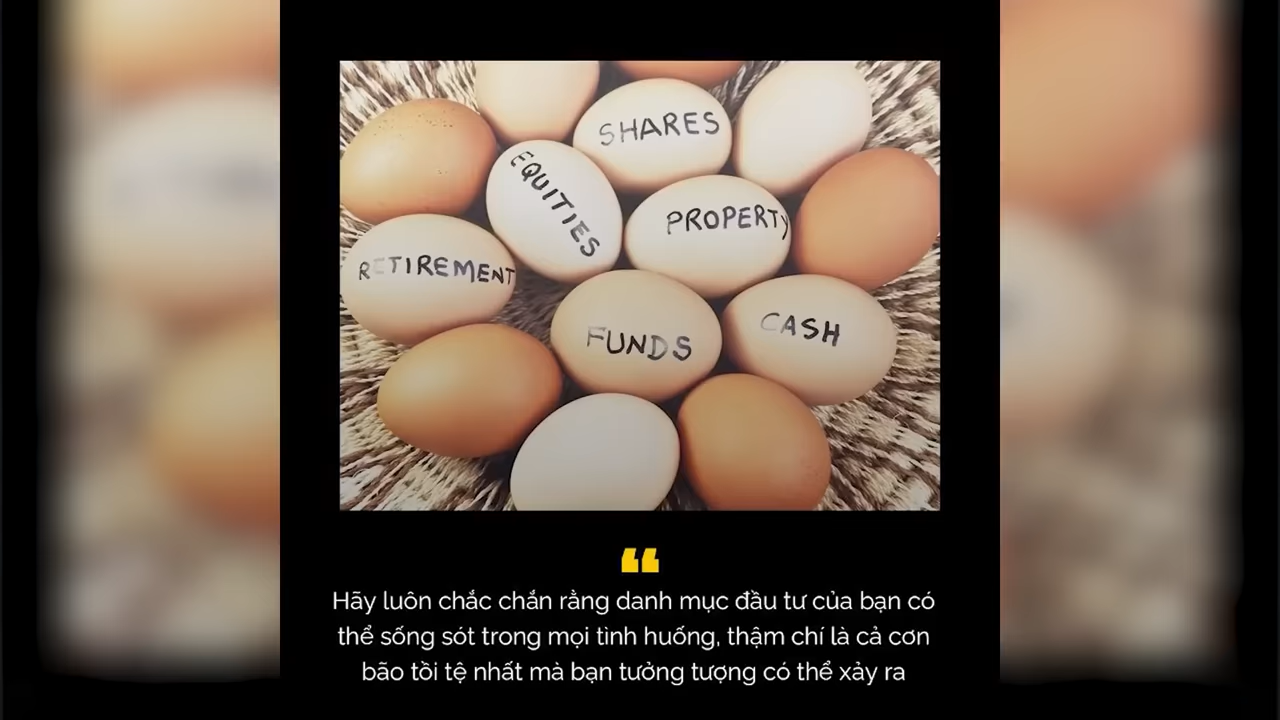 SHARES
EQUITIES
PROPERTY
RETIREMENT
FUNDS
CASH
“
Hãy luôn chắc chắn rằng danh mục đầu tư của bạn có
thể sống sót trong mọi tình huống, thậm chí là cả cơn
bão tồi tệ nhất mà bạn tưởng tượng có thể xảy ra